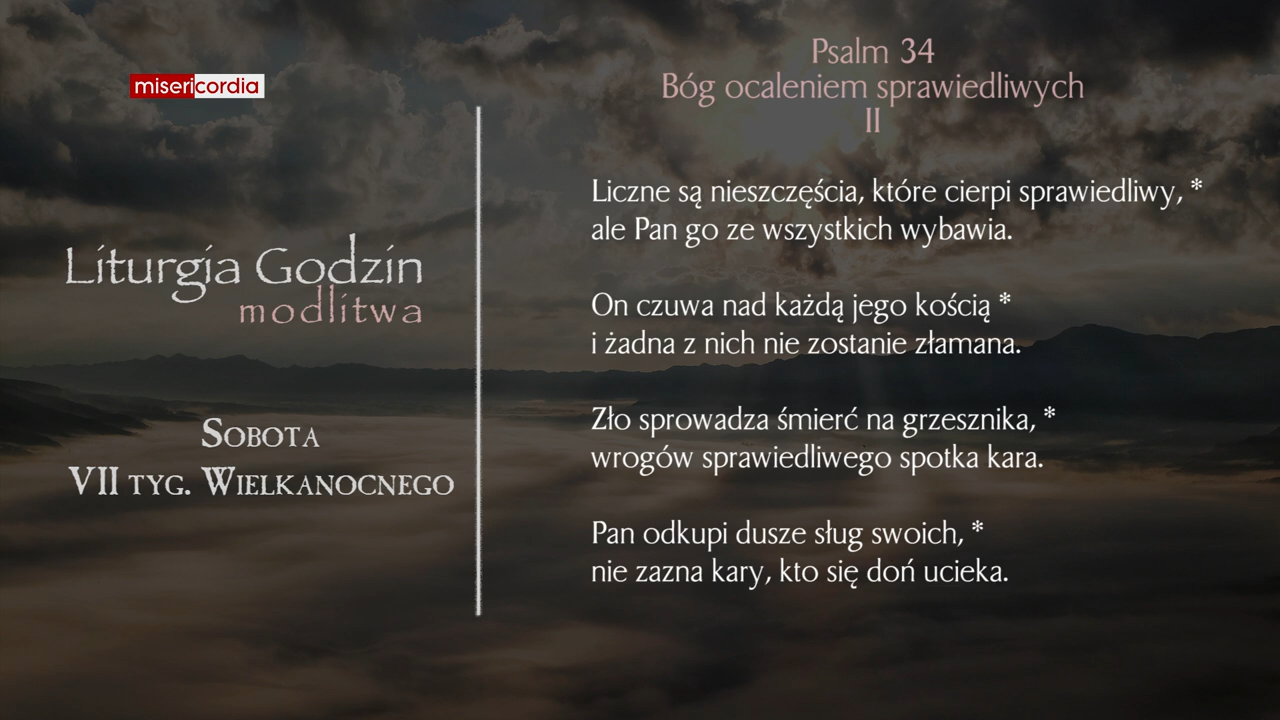 misericordia
Liturgia Godzin
modlitwa
Sobota
VII tyg. Wielkanocnego
Psalm 34
Bóg ocaleniem sprawiedliwych
II
Liczne są nieszczęścia, które cierpi sprawiedliwy, *
ale Pan go ze wszystkich wybawia.
On czuwa nad każdą jego kością *
i żadna z nich nie zostanie złamana.
Zło sprowadza śmierć na grzesznika, *
wrogów sprawiedliwego spotka kara.
Pan odkupi dusze sług swoich, *
nie zazna kary, kto się doń ucieka.